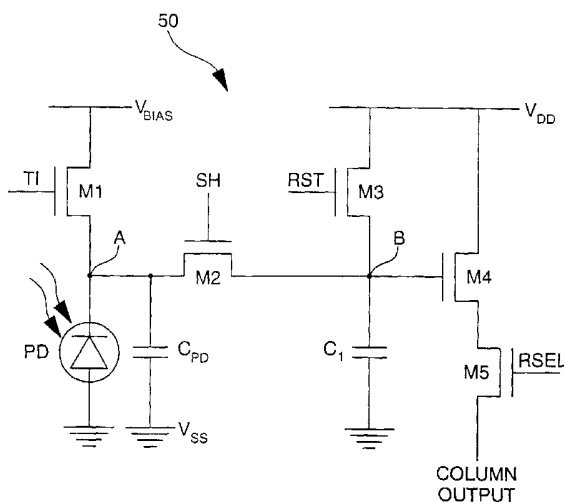 50
V_BIAS
V_DD
TI
M1
SH
RST
M3
A
B
M2
M4
PD
C_PD
C_1
M5
RSEL
V_SS
COLUMN
OUTPUT